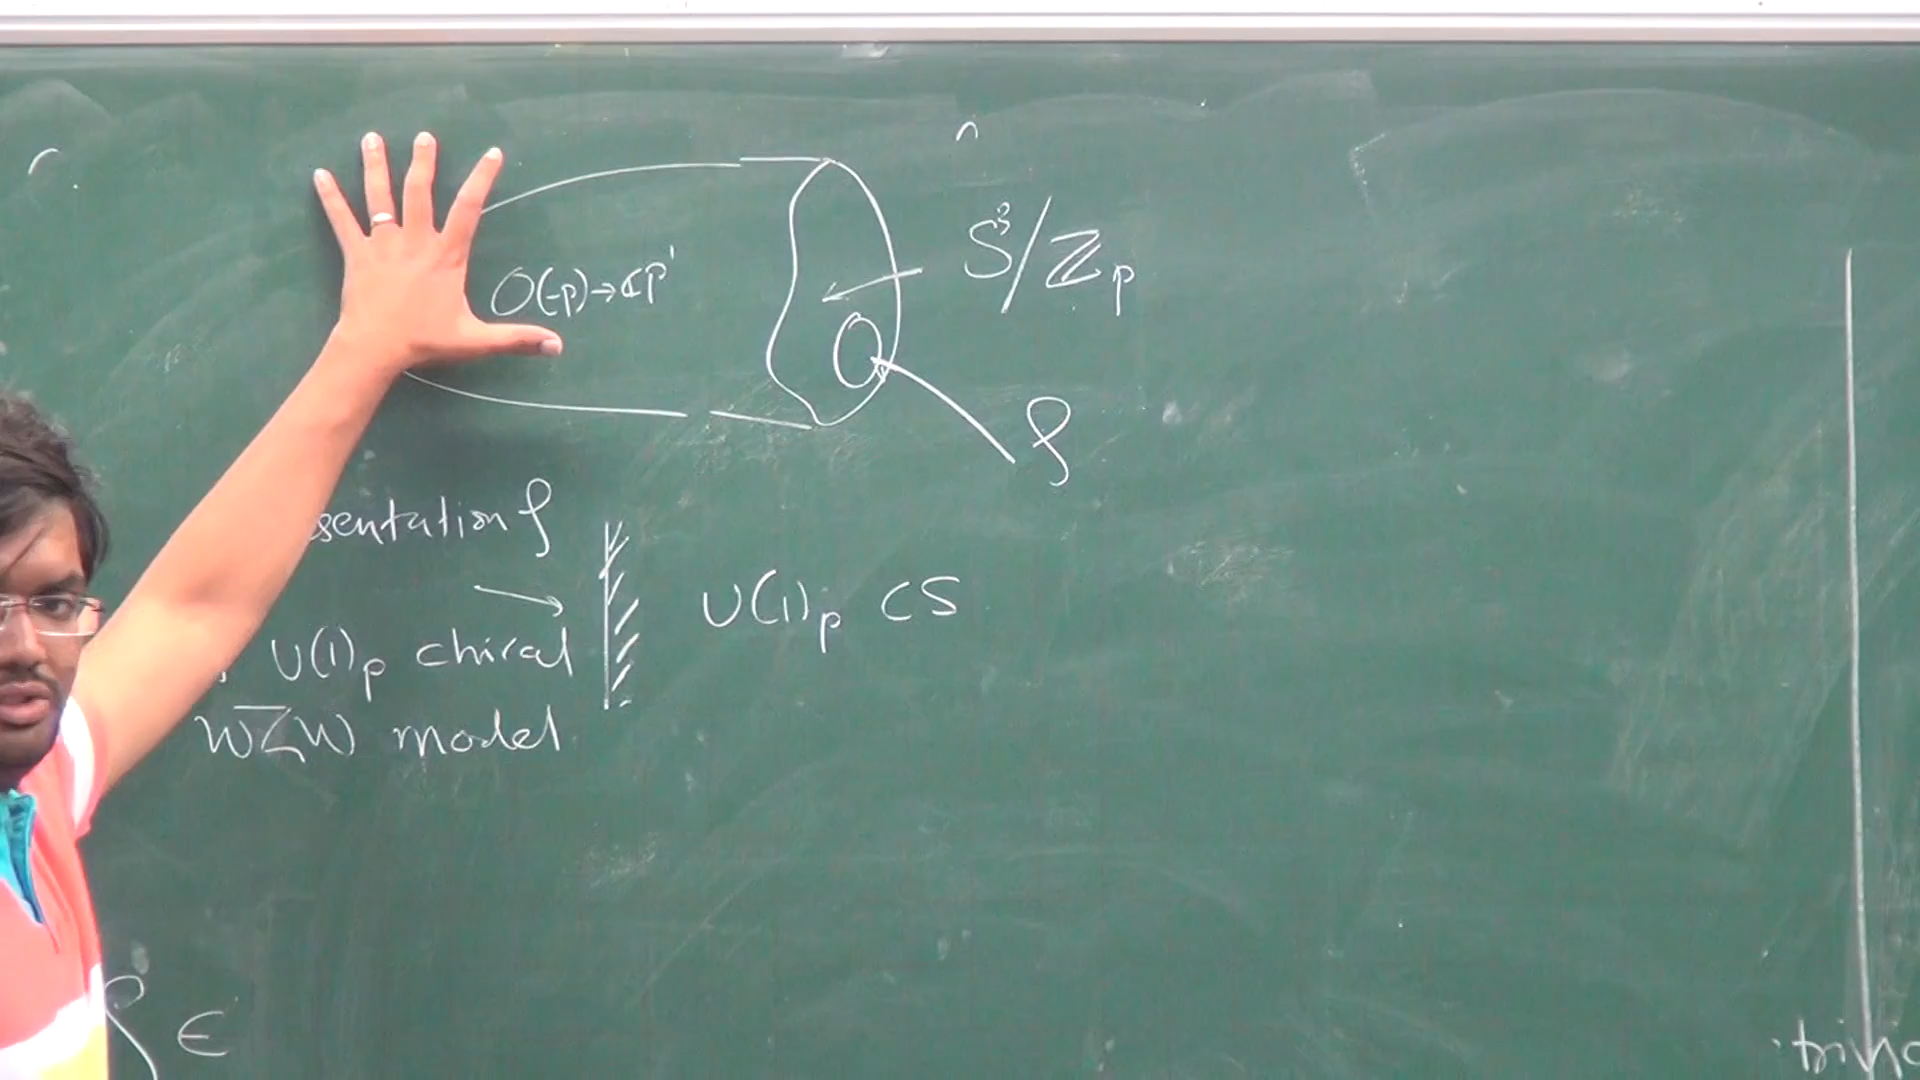 O(-p)→ℂP¹
S³/ℤₚ
ρ
sentation ρ
U(1)ₚ CS
U(1)ₚ chiral
WZW model
ρ ∈